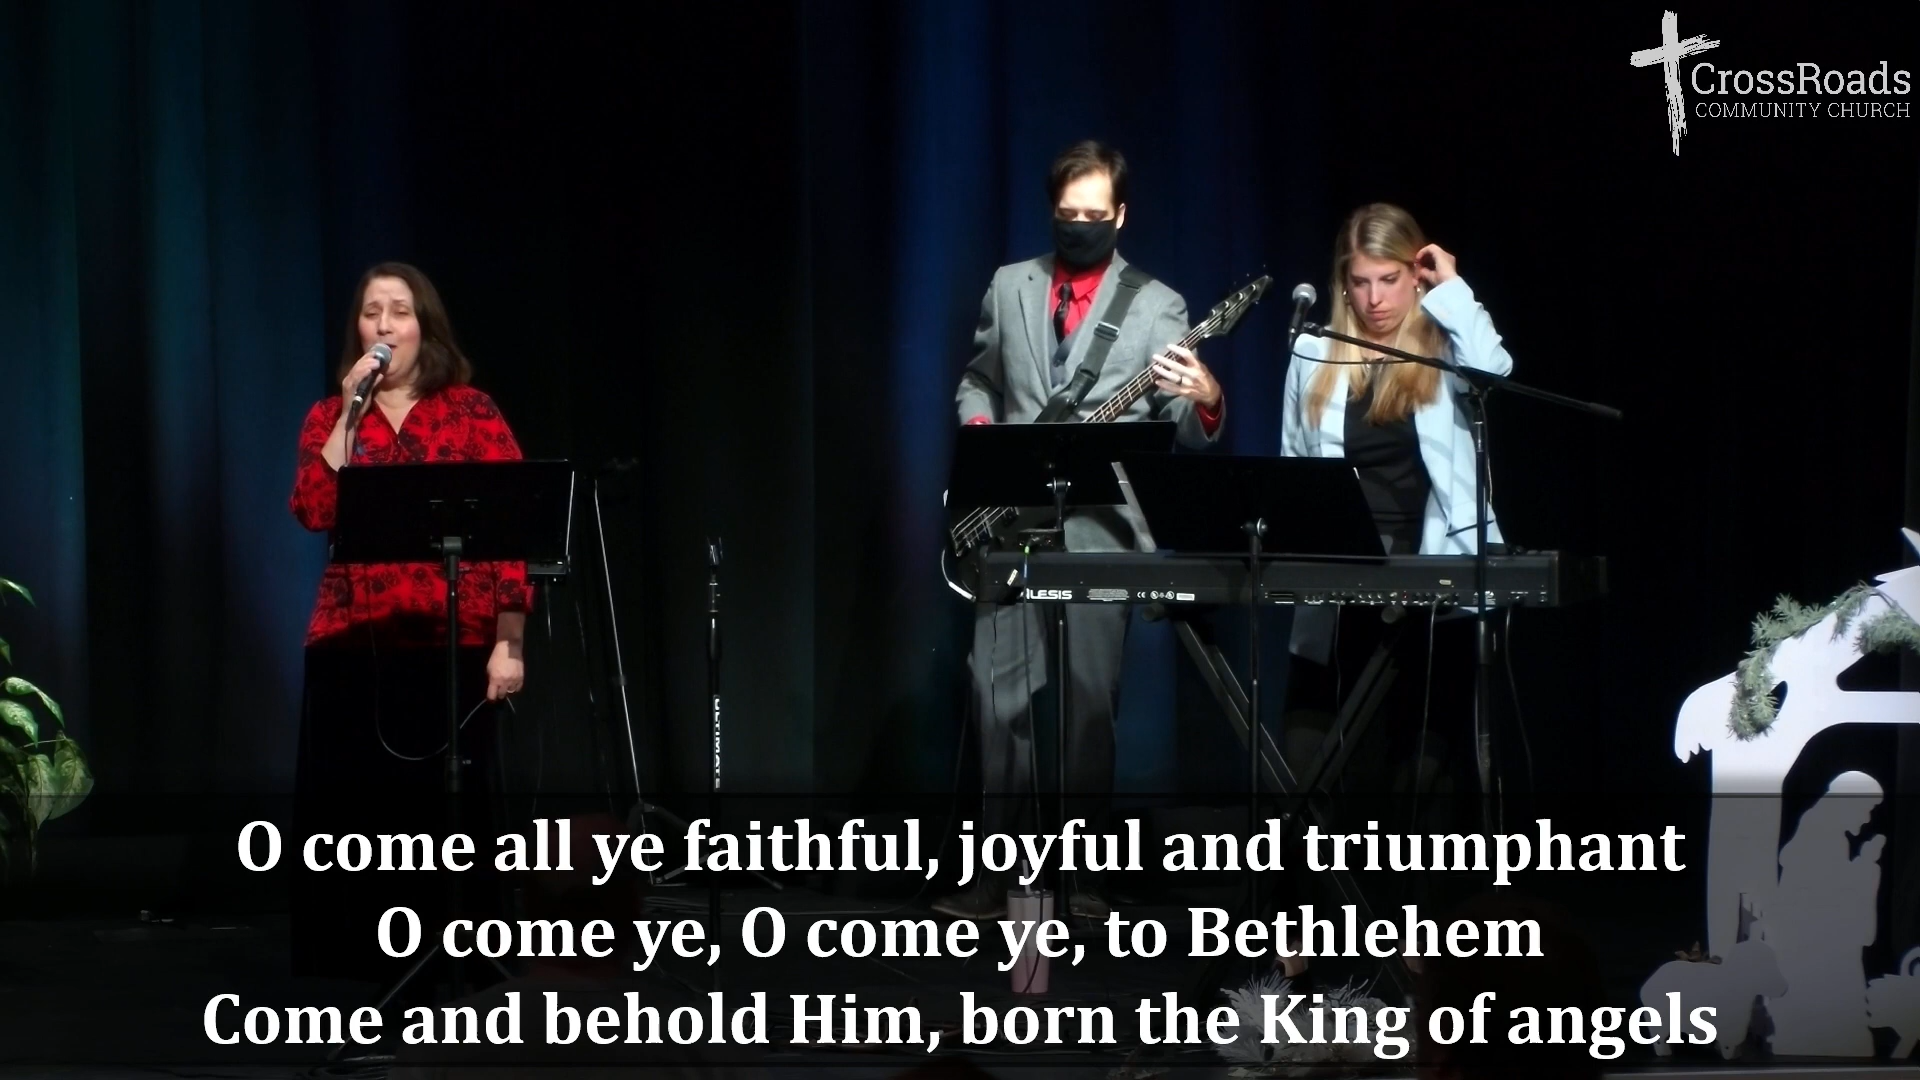 CrossRoads
COMMUNITY CHURCH
ALESIS
O come all ye faithful, joyful and triumphant
O come ye, O come ye, to Bethlehem
Come and behold Him, born the King of angels